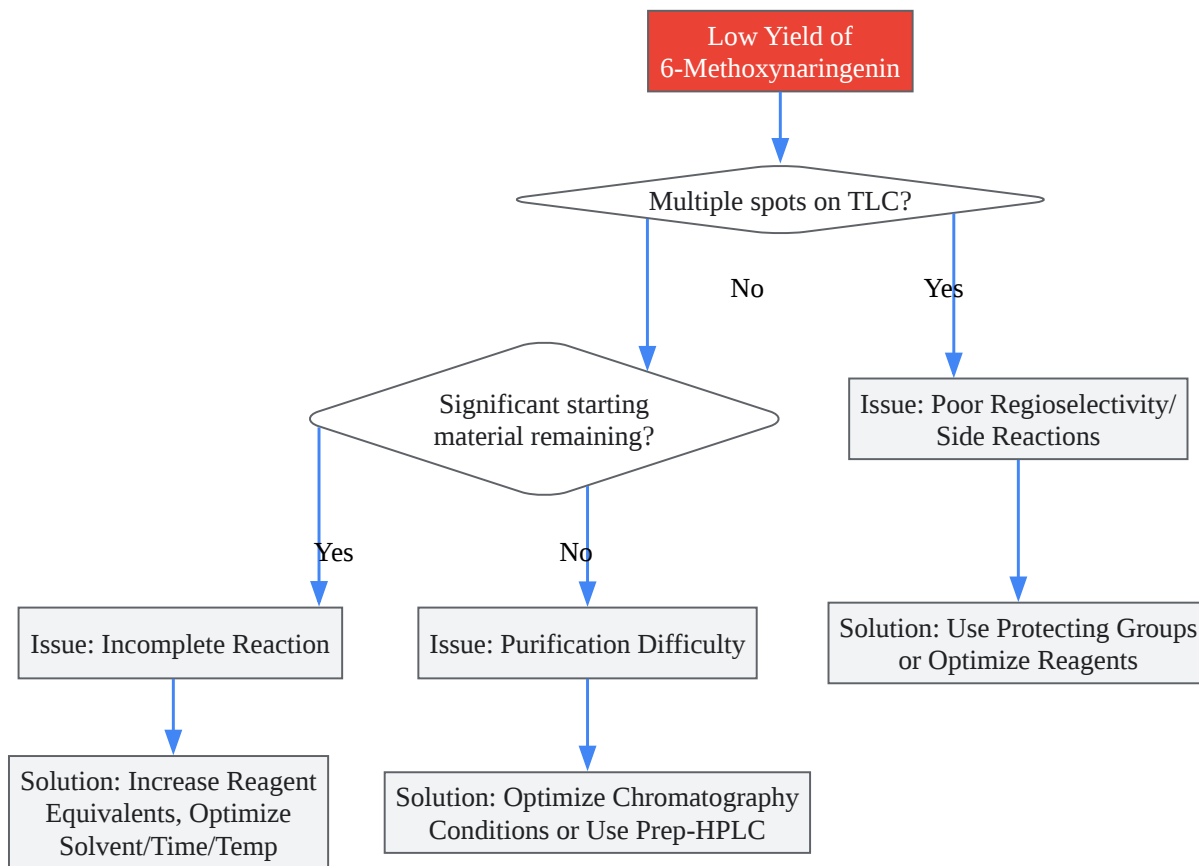 Low Yield of
6-Methoxynaringenin
Multiple spots on TLC?
No
Yes
Significant starting
material remaining?
Issue: Poor Regioselectivity/
Side Reactions
Yes
No
Issue: Incomplete Reaction
Issue: Purification Difficulty
Solution: Use Protecting Groups
or Optimize Reagents
Solution: Increase Reagent
Equivalents, Optimize
Solvent/Time/Temp
Solution: Optimize Chromatography
Conditions or Use Prep-HPLC